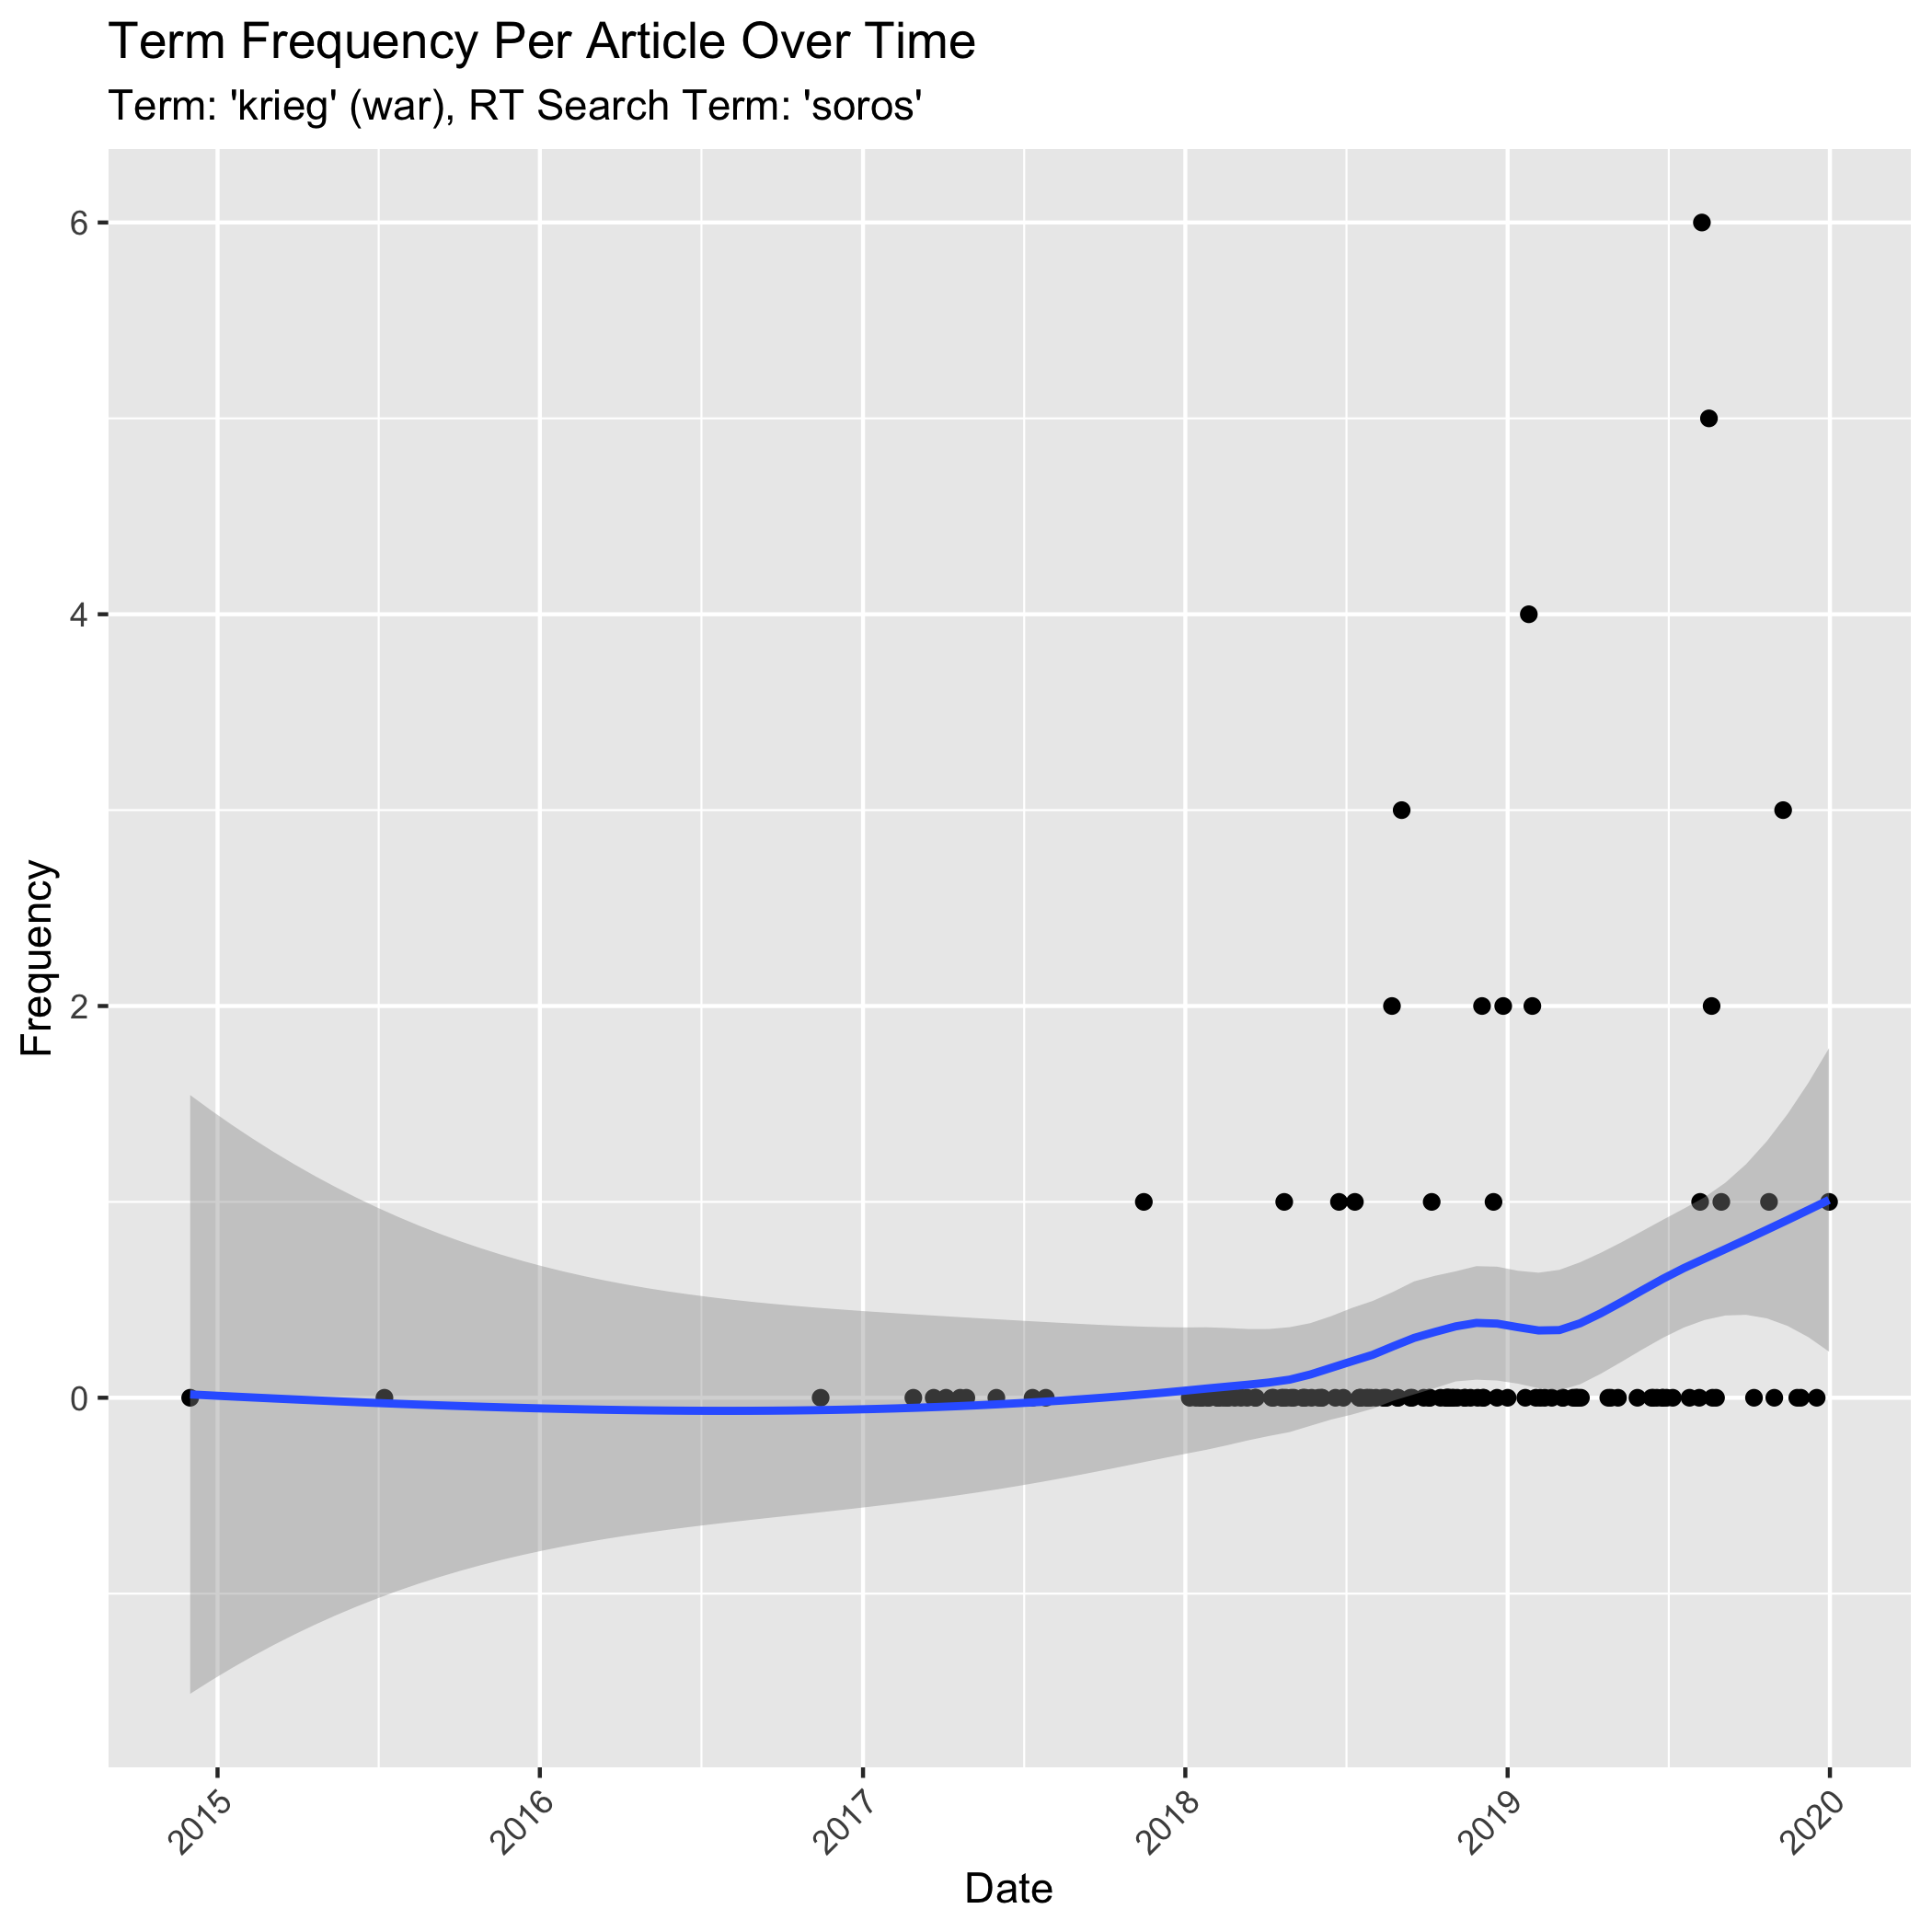 Term Frequency Per Article Over Time
Term: 'krieg' (war), RT Search Term: 'soros'
6
4
2
0
Frequency
2015
2016
2017
2018
2019
2020
Date